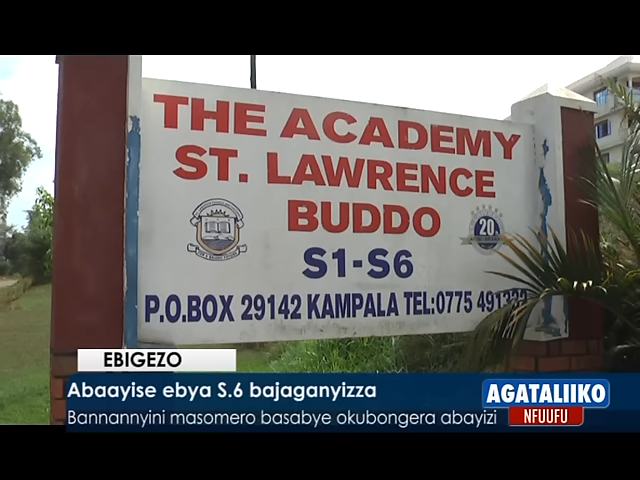 THE ACADEMY
ST. LAWRENCE
BUDDO
20
S1-S6
P.O.BOX 29142 KAMPALA TEL:0775
EBIGEZO
Abaayise ebya S.6 bajaganyizza
Bannannyini masomero basabye okubongera abayizi
AGATALIIKO
NFUUFU